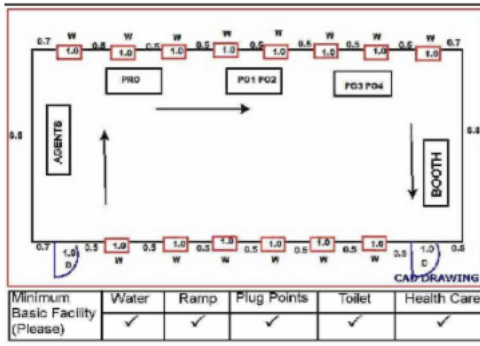 W W W W W W W
0.7 1.0 0.5 1.0 0.5 1.0 0.5 1.0 0.5 1.0 0.5 1.0 0.5 1.0 0.7
PRO PO1 PO2 PO3 PO4
AGENTS
BOOTH
0.7 1.0 0.5 1.0 0.5 1.0 0.5 1.0 0.5 1.0 0.5 1.0 0.5 1.0 0.5 1.0
D W W W W W W D
CAD DRAWING
Minimum Basic Facility (Please) Water Ramp Plug Points Toilet Health Care
✓ ✓ ✓ ✓ ✓